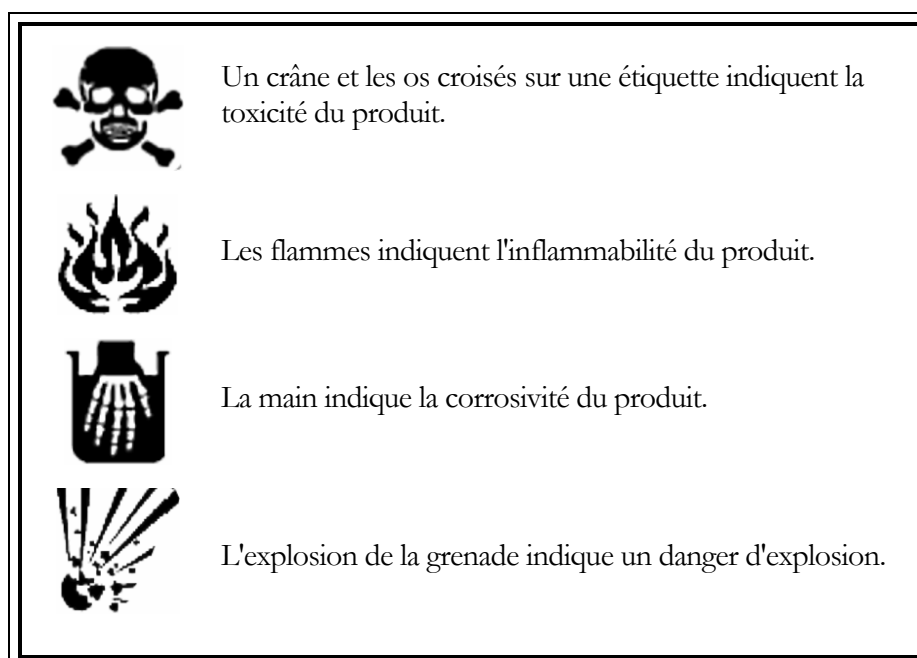 Un crâne et les os croisés sur une étiquette indiquent la
toxicité du produit.
Les flammes indiquent l'inflammabilité du produit.
La main indique la corrosivité du produit.
L'explosion de la grenade indique un danger d'explosion.